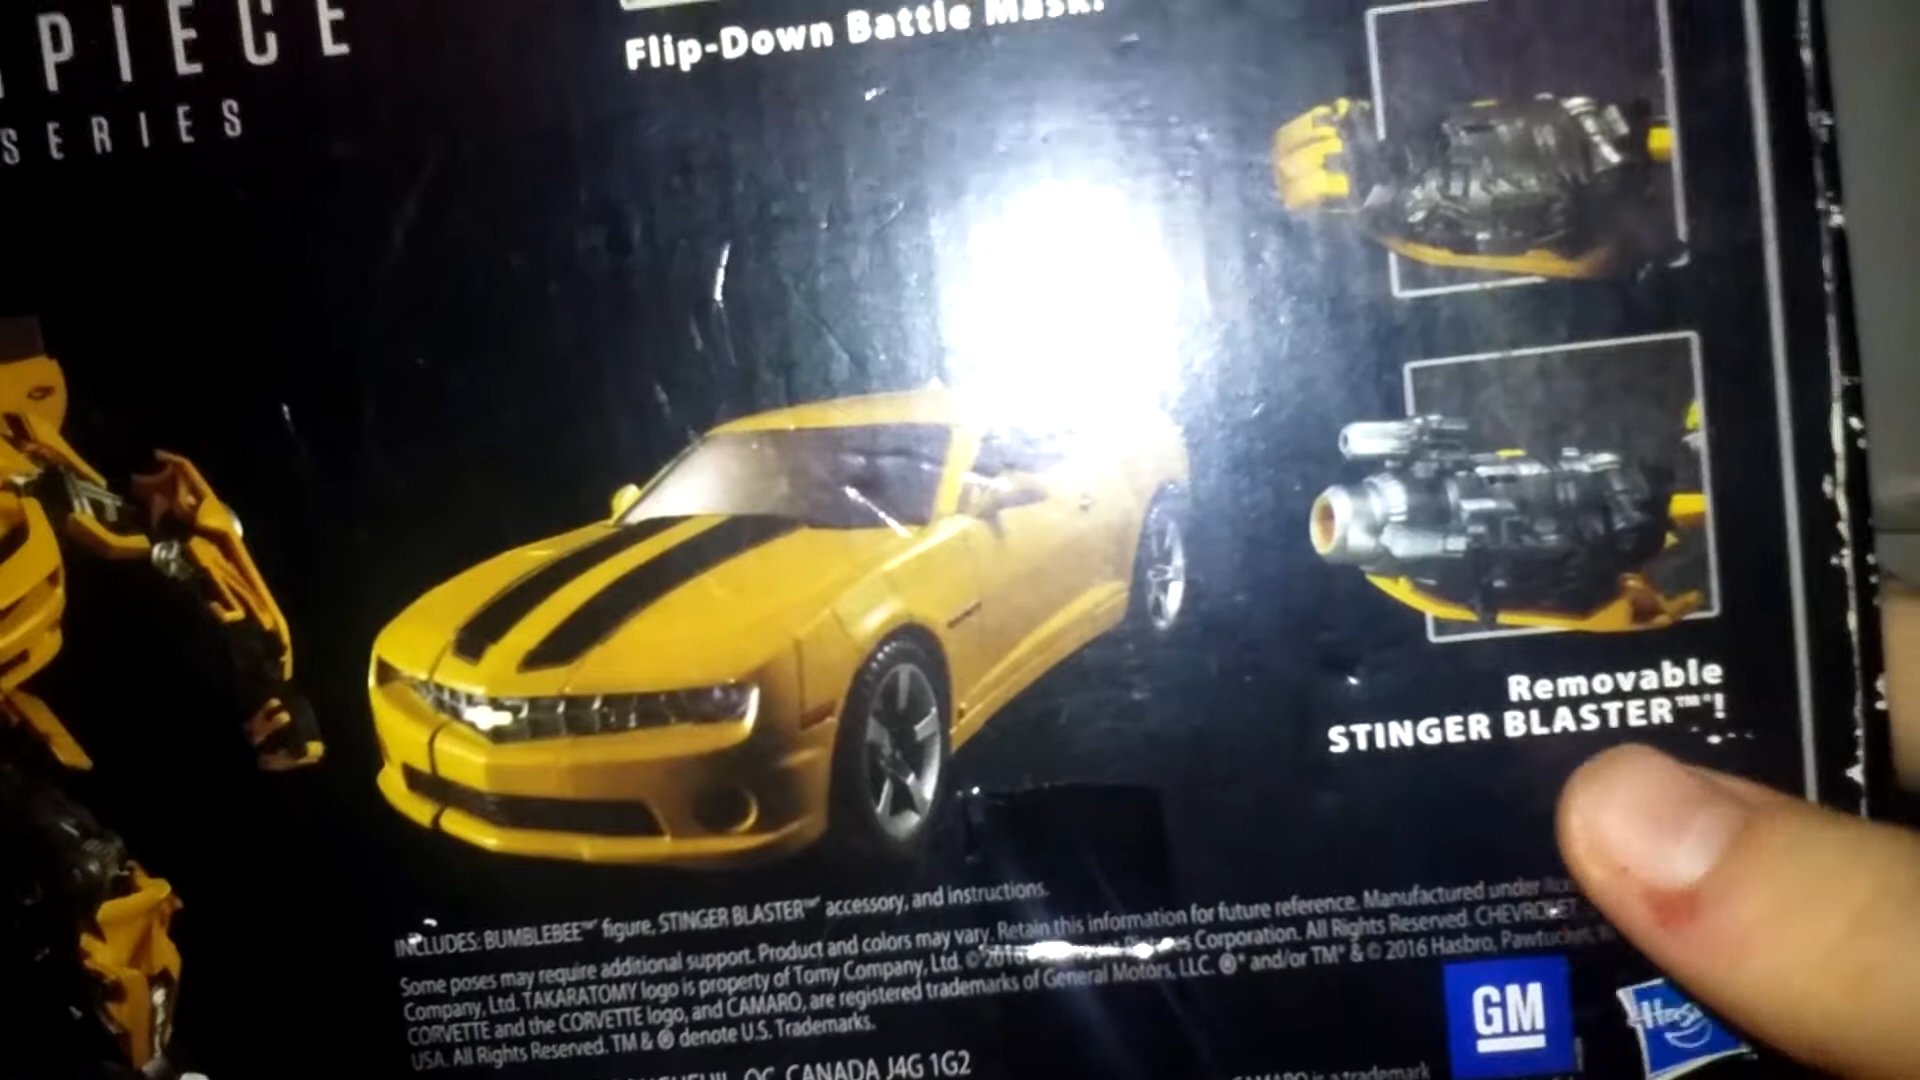 PIECE
SERIES
Flip-Down Battle Mask!
Removable
STINGER BLASTER™*!
INCLUDES: BUMBLEBEE™ figure, STINGER BLASTER™ accessory, and instructions.
Some poses may require additional support. Product and colors may vary. Retain this information for future reference. Manufactured under
Company, Ltd. TAKARATOMY logo is property of Tomy Company, Ltd. © 2016 Pictures Corporation. All Rights Reserved. CHEVROLET
CORVETTE and the CORVETTE logo, and CAMARO, are registered trademarks of General Motors, LLC. ®* and/or TM* & © 2016 Hasbro, Pawtucket,
USA. All Rights Reserved. TM & ® denote U.S. Trademarks.
QC, CANADA J4G 1G2
CAMARO is a trademark
GM
Hasbro